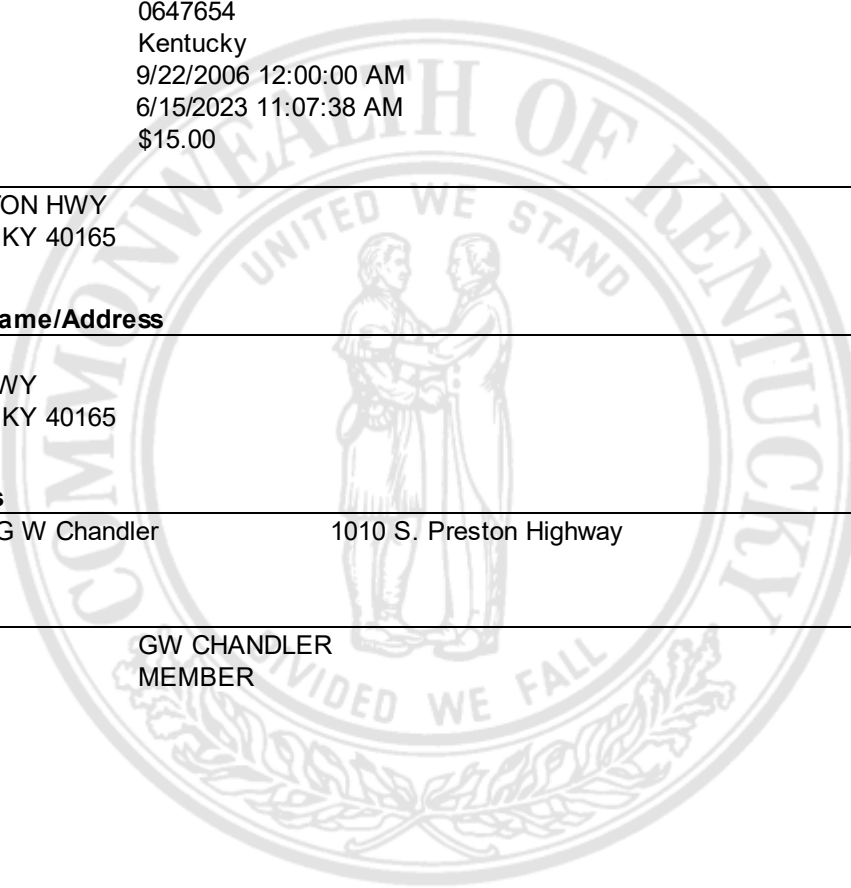 0647654
Kentucky
9/22/2006 12:00:00 AM
6/15/2023 11:07:38 AM
$15.00
COMMONWEALTH OF KENTUCKY
UNITED WE STAND
DIVIDED WE FALL
TON HWY
KY 40165
ame/Address
WY
KY 40165
s
G W Chandler 1010 S. Preston Highway
GW CHANDLER
MEMBER